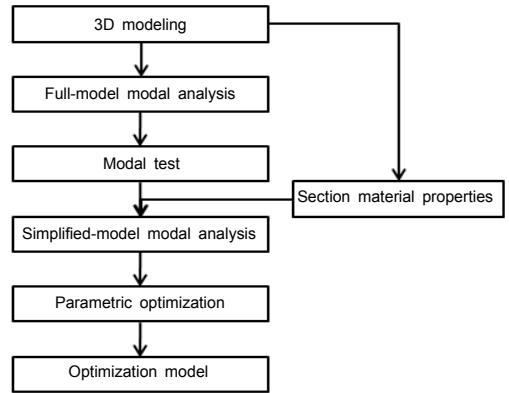 3D modeling
Full-model modal analysis
Modal test
Section material properties
Simplified-model modal analysis
Parametric optimization
Optimization model